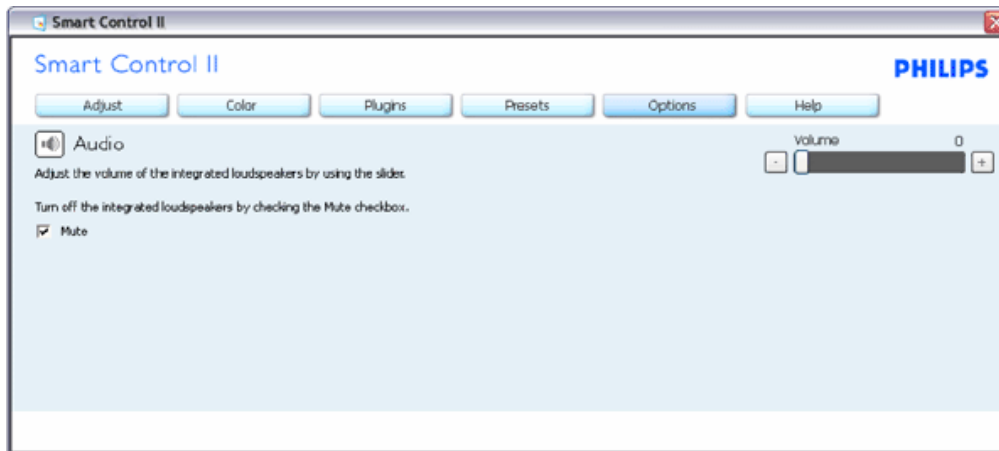 Smart Control II
Smart Control II
PHILIPS
Adjust Color Plugins Presets Options Help
Audio
Volume 0
Adjust the volume of the integrated loudspeakers by using the slider.
- +
Turn off the integrated loudspeakers by checking the Mute checkbox.
Mute